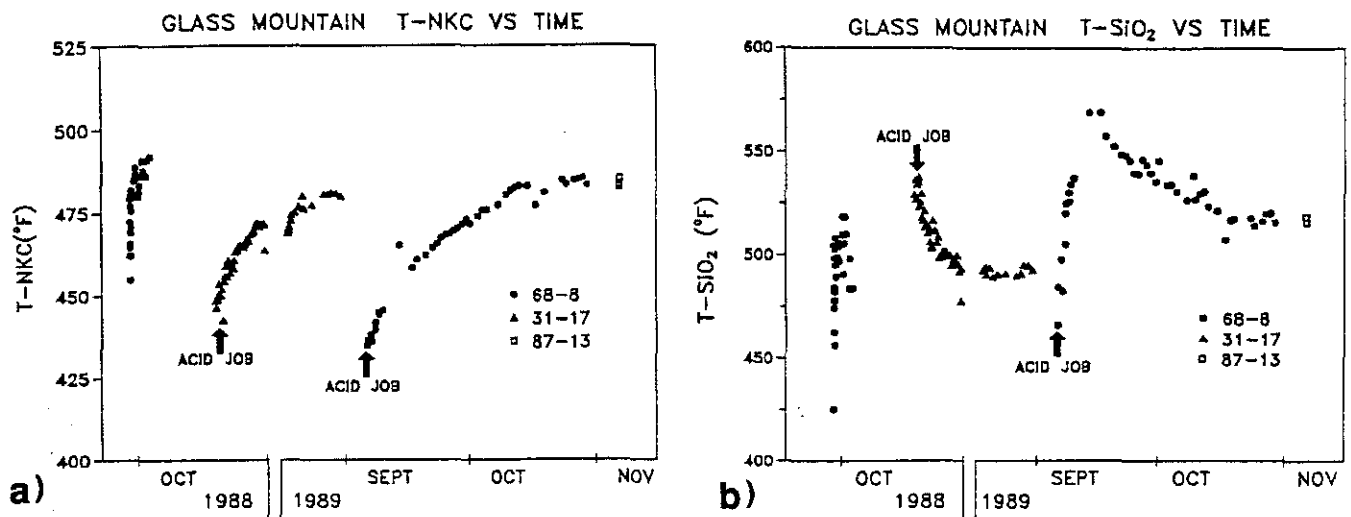 GLASS MOUNTAIN T-NKC VS TIME
525
500
475
450
425
400
T-NKC(°F)
ACID JOB
ACID JOB
68-8
31-17
87-13
OCT
SEPT
OCT
NOV
1988
1989
a)
GLASS MOUNTAIN T-SiO₂ VS TIME
600
550
500
450
400
T-SiO₂ (°F)
ACID JOB
ACID JOB
68-8
31-17
87-13
OCT
SEPT
OCT
NOV
1988
1989
b)